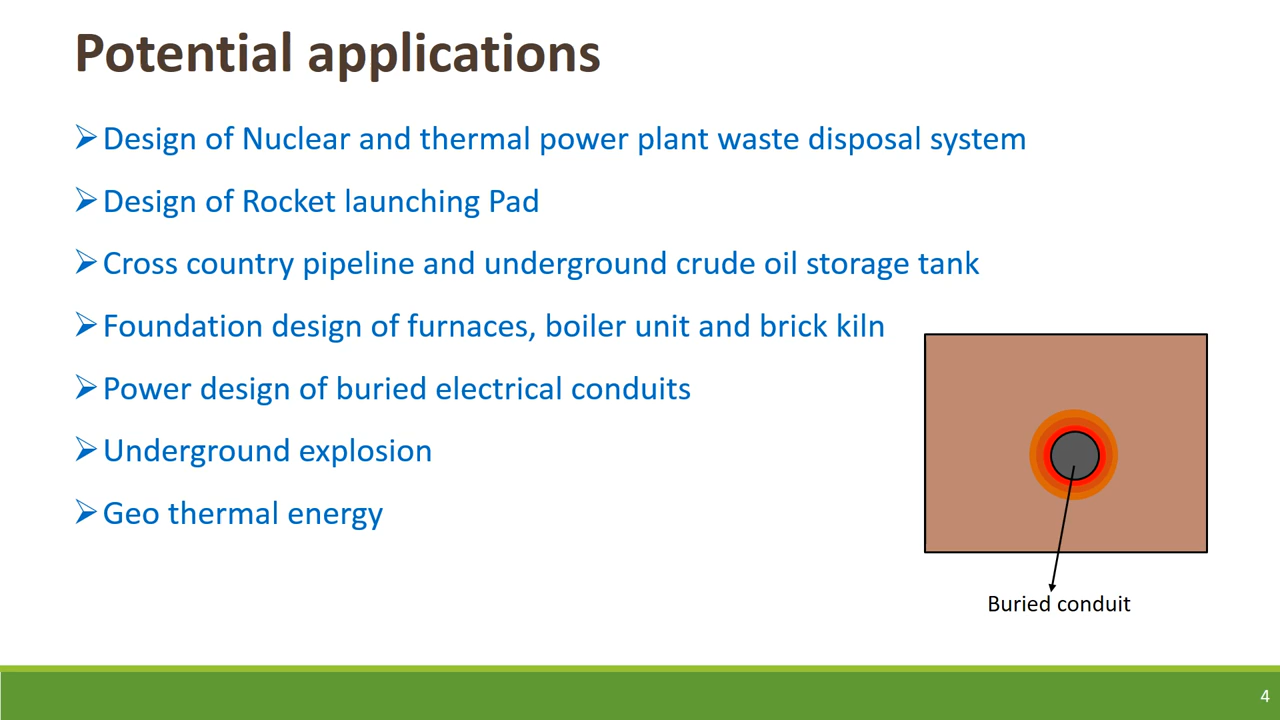 Potential applications
➢Design of Nuclear and thermal power plant waste disposal system
➢Design of Rocket launching Pad
➢Cross country pipeline and underground crude oil storage tank
➢Foundation design of furnaces, boiler unit and brick kiln
➢Power design of buried electrical conduits
➢Underground explosion
➢Geo thermal energy
Buried conduit
4